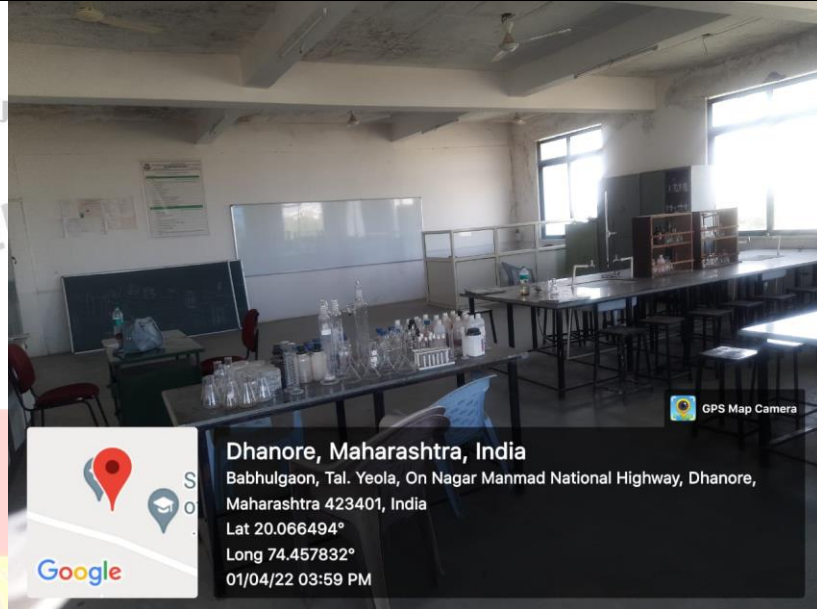 GPS Map Camera
Dhanore, Maharashtra, India
Babhulgaon, Tal. Yeola, On Nagar Manmad National Highway, Dhanore,
Maharashtra 423401, India
Lat 20.066494°
Long 74.457832°
01/04/22 03:59 PM
S
o
Google